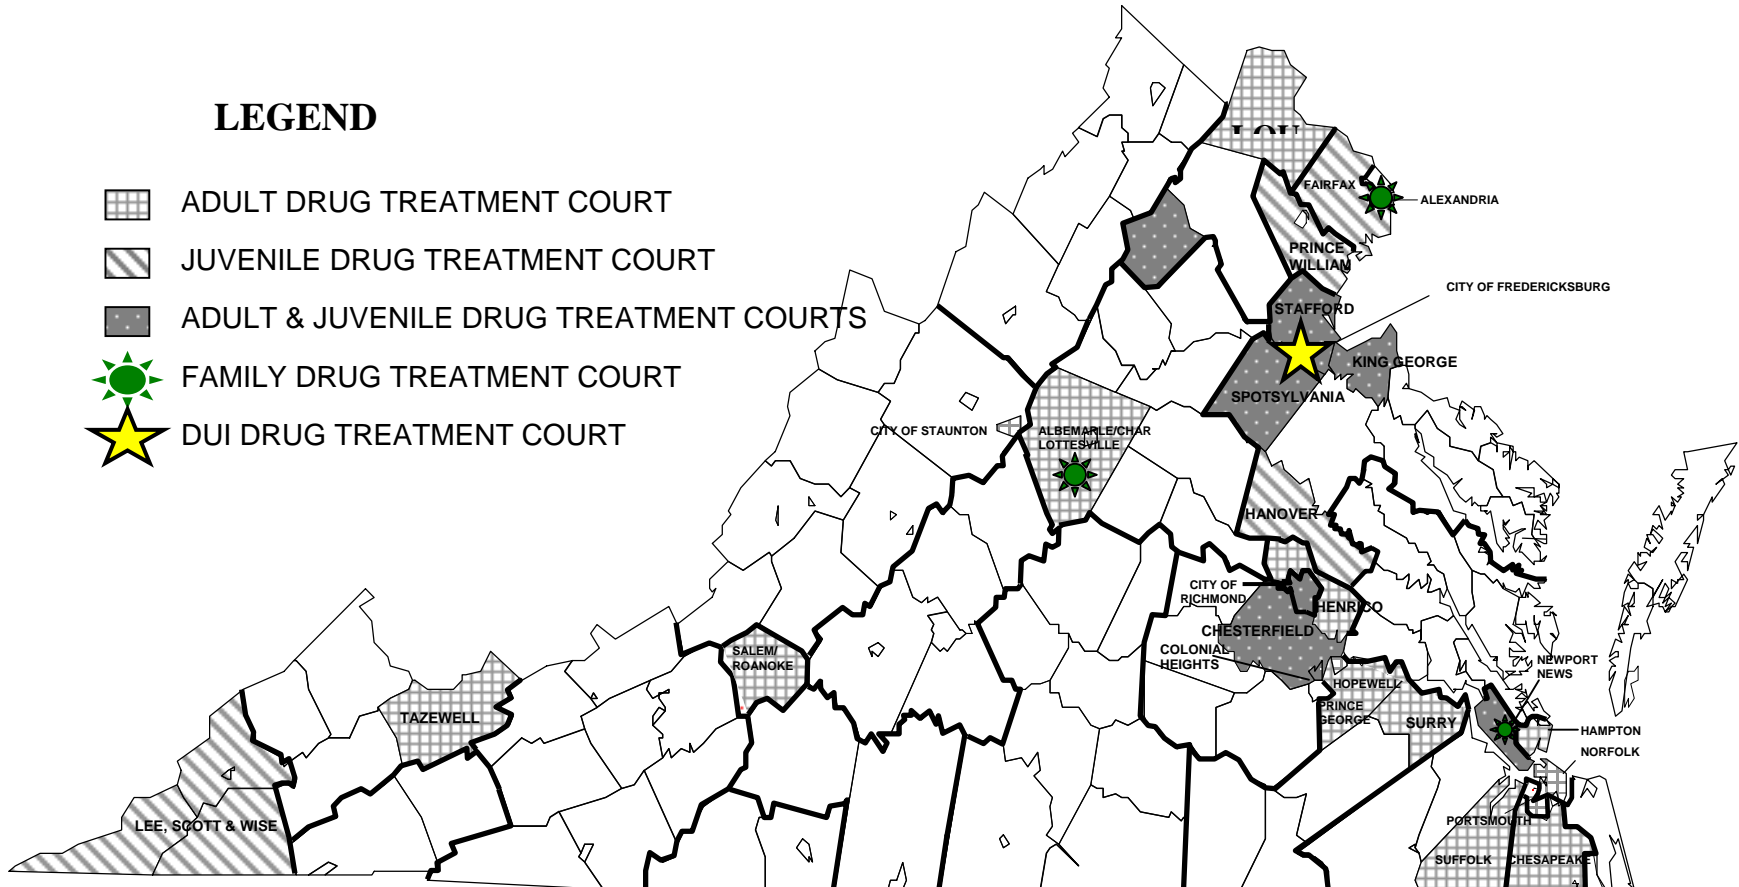 LEGEND
ADULT DRUG TREATMENT COURT
JUVENILE DRUG TREATMENT COURT
ADULT & JUVENILE DRUG TREATMENT COURTS
FAMILY DRUG TREATMENT COURT
DUI DRUG TREATMENT COURT
LOU
FAIRFAX
ALEXANDRIA
PRINCE
WILLIAM
CITY OF FREDERICKSBURG
STAFFORD
KING GEORGE
SPOTSYLVANIA
CITY OF STAUNTON
ALBEMARLE/CHAR
LOTTESVILLE
HANOVER
CITY OF
RICHMOND
HENRICO
CHESTERFIELD
COLONIAL
HEIGHTS
SALEM/
ROANOKE
NEWPORT
NEWS
HOPEWELL
PRINCE
GEORGE
SURRY
TAZEWELL
HAMPTON
NORFOLK
LEE, SCOTT & WISE
PORTSMOUTH
SUFFOLK
CHESAPEAKE